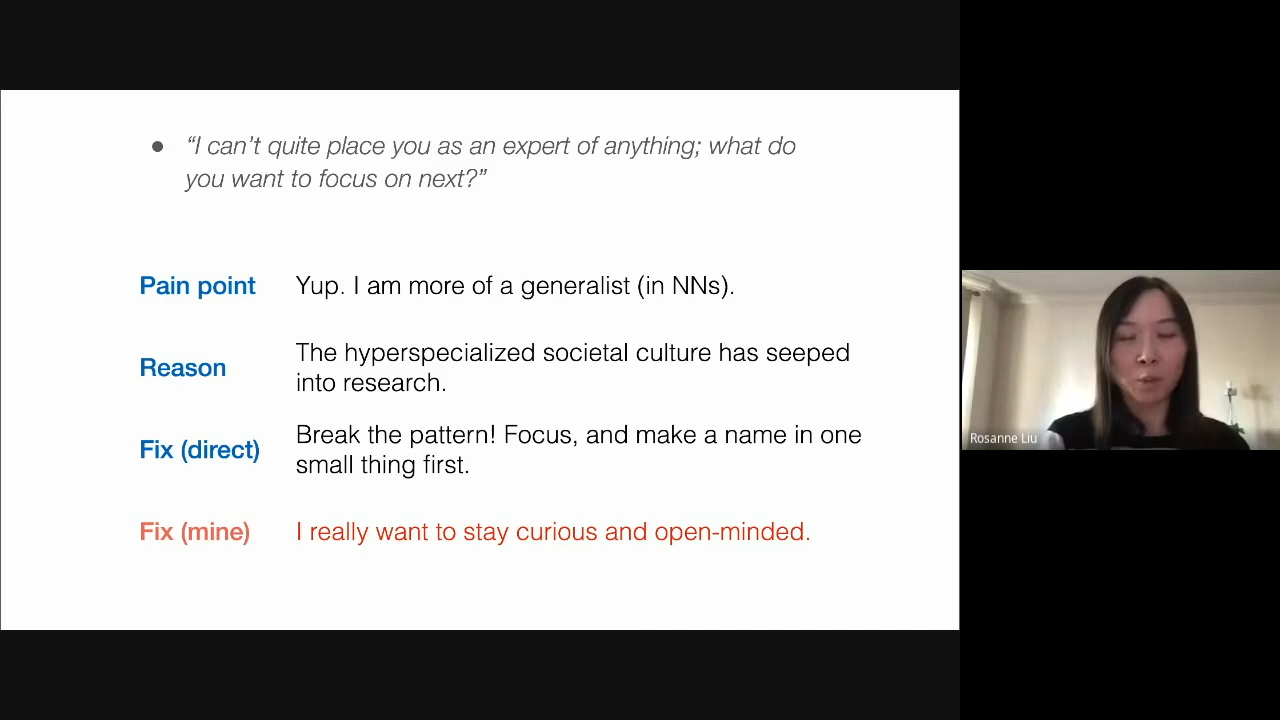 ● “I can’t quite place you as an expert of anything; what do
you want to focus on next?”
Pain point Yup. I am more of a generalist (in NNs).
Reason The hyperspecialized societal culture has seeped
into research.
Fix (direct) Break the pattern! Focus, and make a name in one
small thing first.
Fix (mine) I really want to stay curious and open-minded.
Rosanne Liu